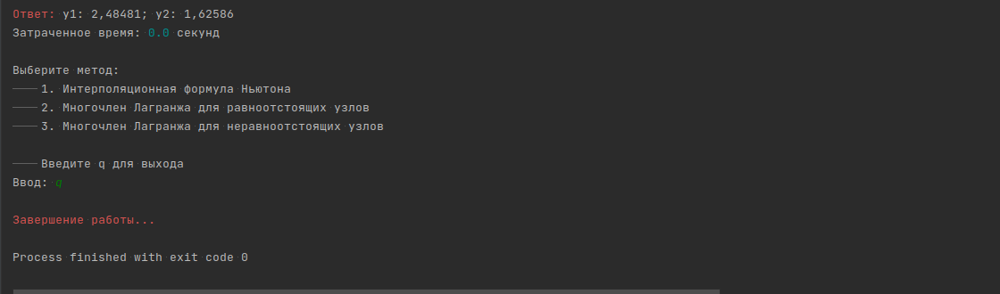 Ответ: y1: 2,48481; y2: 1,62586
Затраченное время: 0.0 секунд
Выберите метод:
1. Интерполяционная формула Ньютона
2. Многочлен Лагранжа для равноотстоящих узлов
3. Многочлен Лагранжа для неравноотстоящих узлов
Введите q для выхода
Ввод: q
Завершение работы...
Process finished with exit code 0